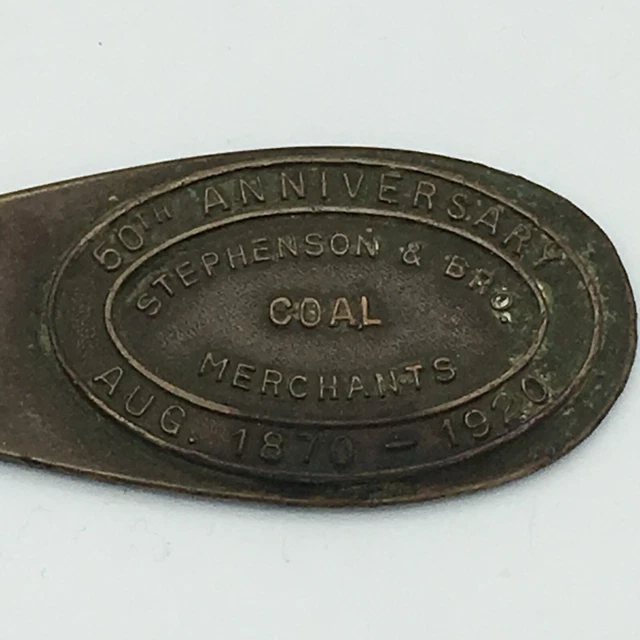 50TH ANNIVERSARY
STEPHENSON & BRO.
COAL
MERCHANTS
AUG. 1870 - 1920